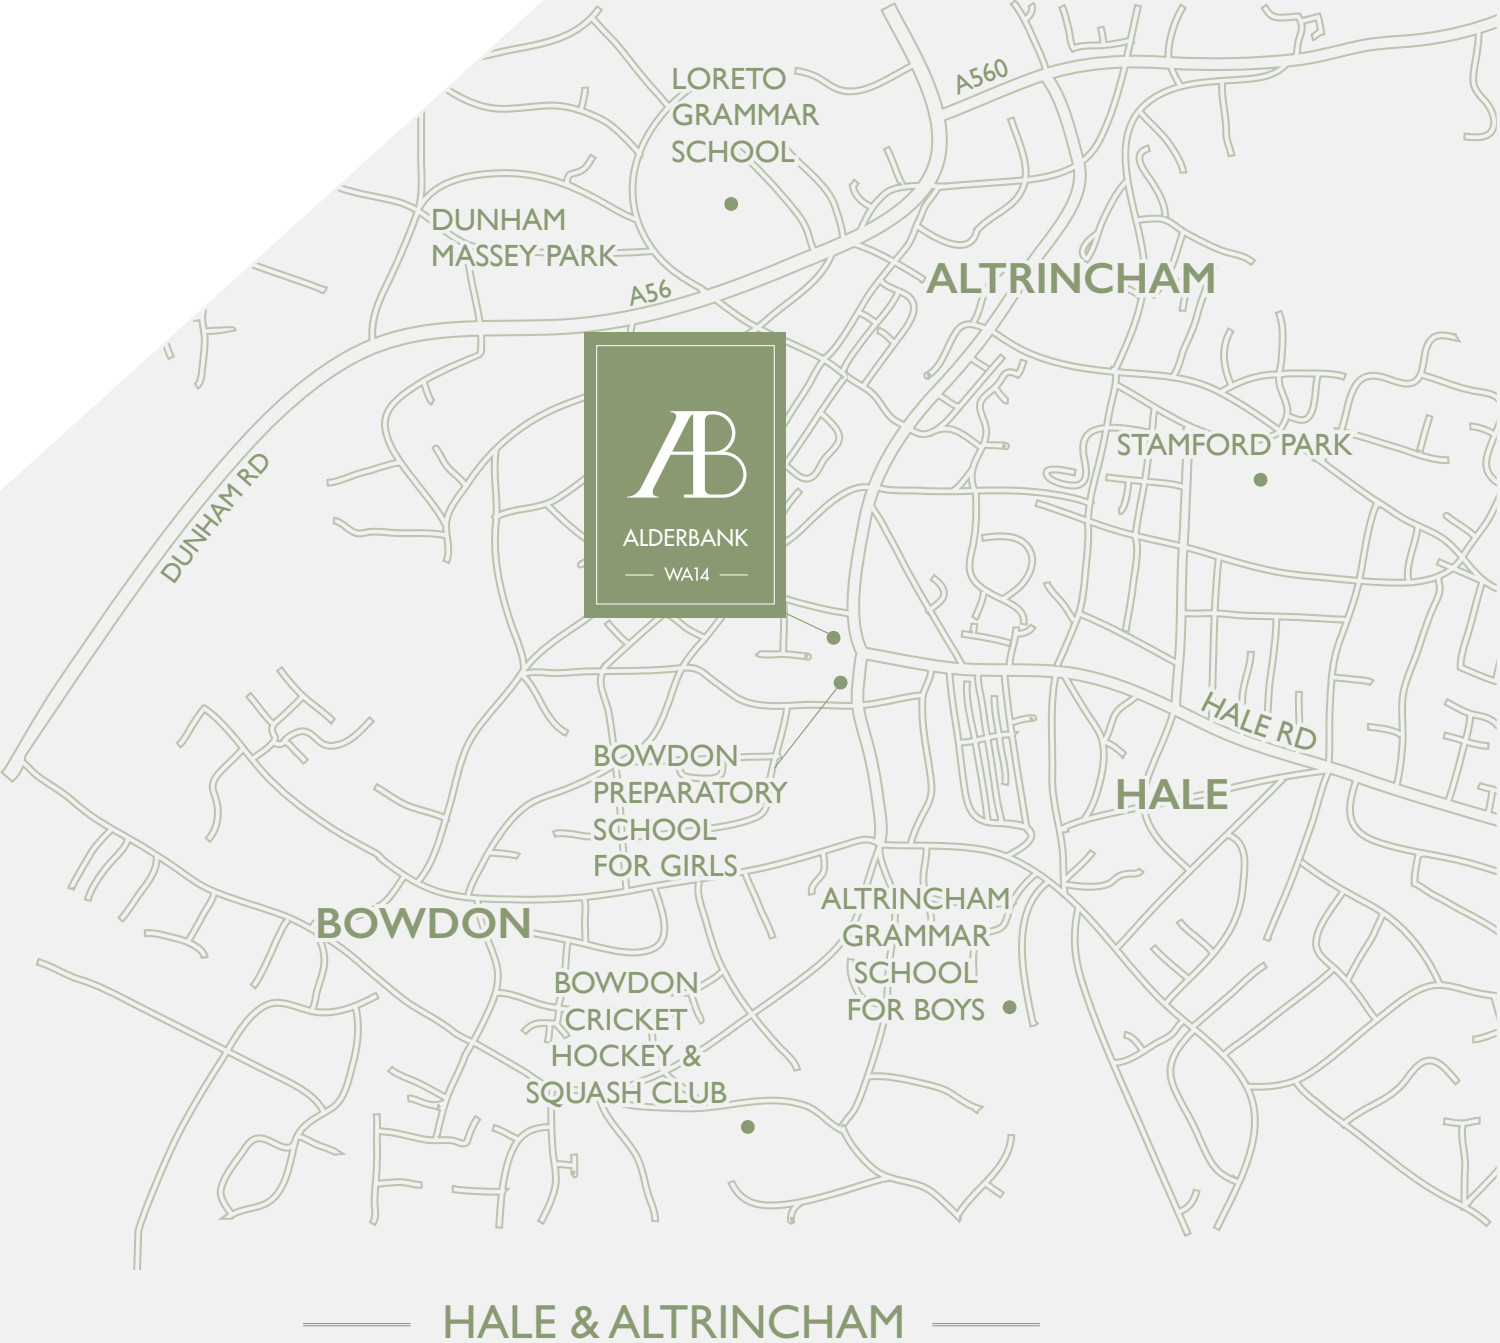 LORETO
GRAMMAR
SCHOOL
A560
DUNHAM
MASSEY PARK
A56
ALTRINCHAM
AB
ALDERBANK
WA14
STAMFORD PARK
DUNHAM RD
HALE RD
BOWDON
PREPARATORY
SCHOOL
FOR GIRLS
HALE
BOWDON
ALTRINCHAM
GRAMMAR
SCHOOL
FOR BOYS
BOWDON
CRICKET
HOCKEY &
SQUASH CLUB
HALE & ALTRINCHAM